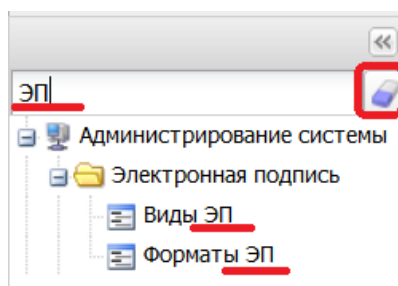 ЭП
Администрирование системы
Электронная подпись
Виды ЭП
Форматы ЭП